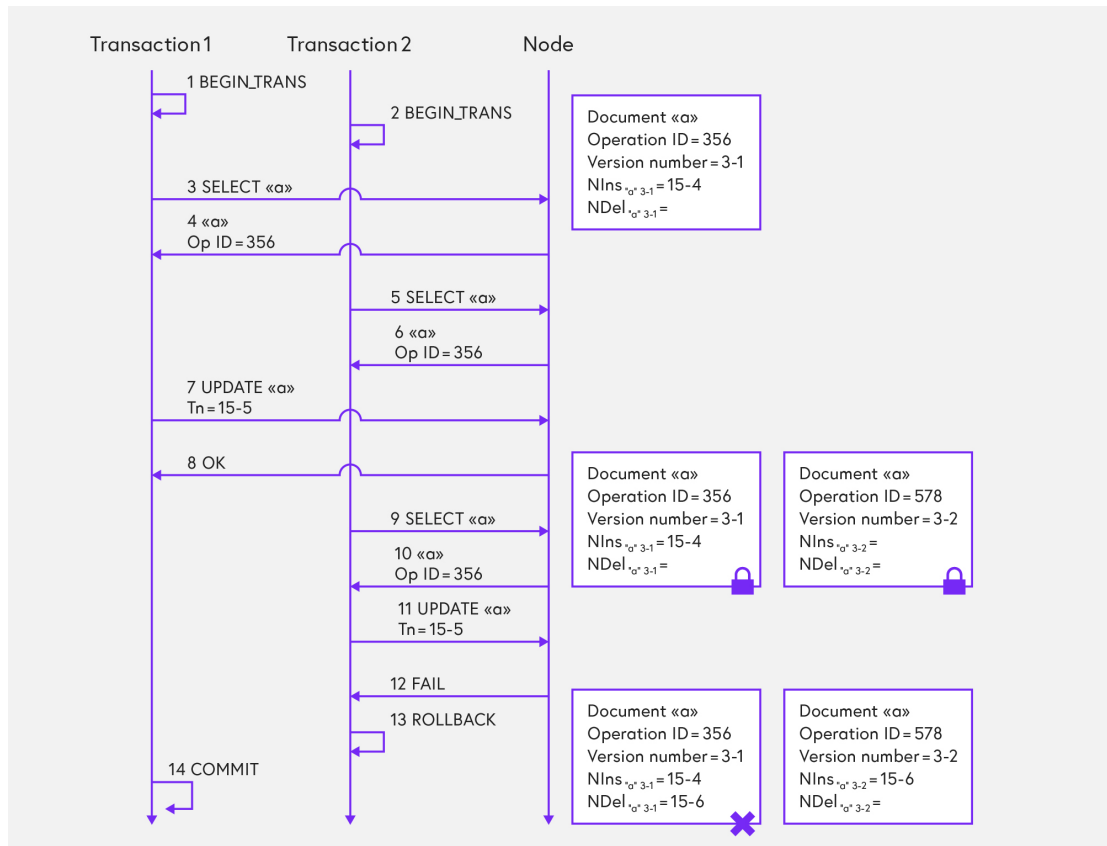 Transaction 1
Transaction 2
Node
1 BEGIN_TRANS
2 BEGIN_TRANS
Document «a»
Operation ID = 356
Version number = 3-1
NIns "a" 3-1 = 15-4
NDel "a" 3-1 =
3 SELECT «a»
4 «a»
Op ID = 356
5 SELECT «a»
6 «a»
Op ID = 356
7 UPDATE «a»
Tn = 15-5
8 OK
Document «a»
Operation ID = 356
Version number = 3-1
NIns "a" 3-1 = 15-4
NDel "a" 3-1 =
Document «a»
Operation ID = 578
Version number = 3-2
NIns "a" 3-2 =
NDel "a" 3-2 =
9 SELECT «a»
10 «a»
Op ID = 356
11 UPDATE «a»
Tn = 15-5
12 FAIL
13 ROLLBACK
Document «a»
Operation ID = 356
Version number = 3-1
NIns "a" 3-1 = 15-4
NDel "a" 3-1 = 15-6
Document «a»
Operation ID = 578
Version number = 3-2
NIns "a" 3-2 = 15-6
NDel "a" 3-2 =
14 COMMIT